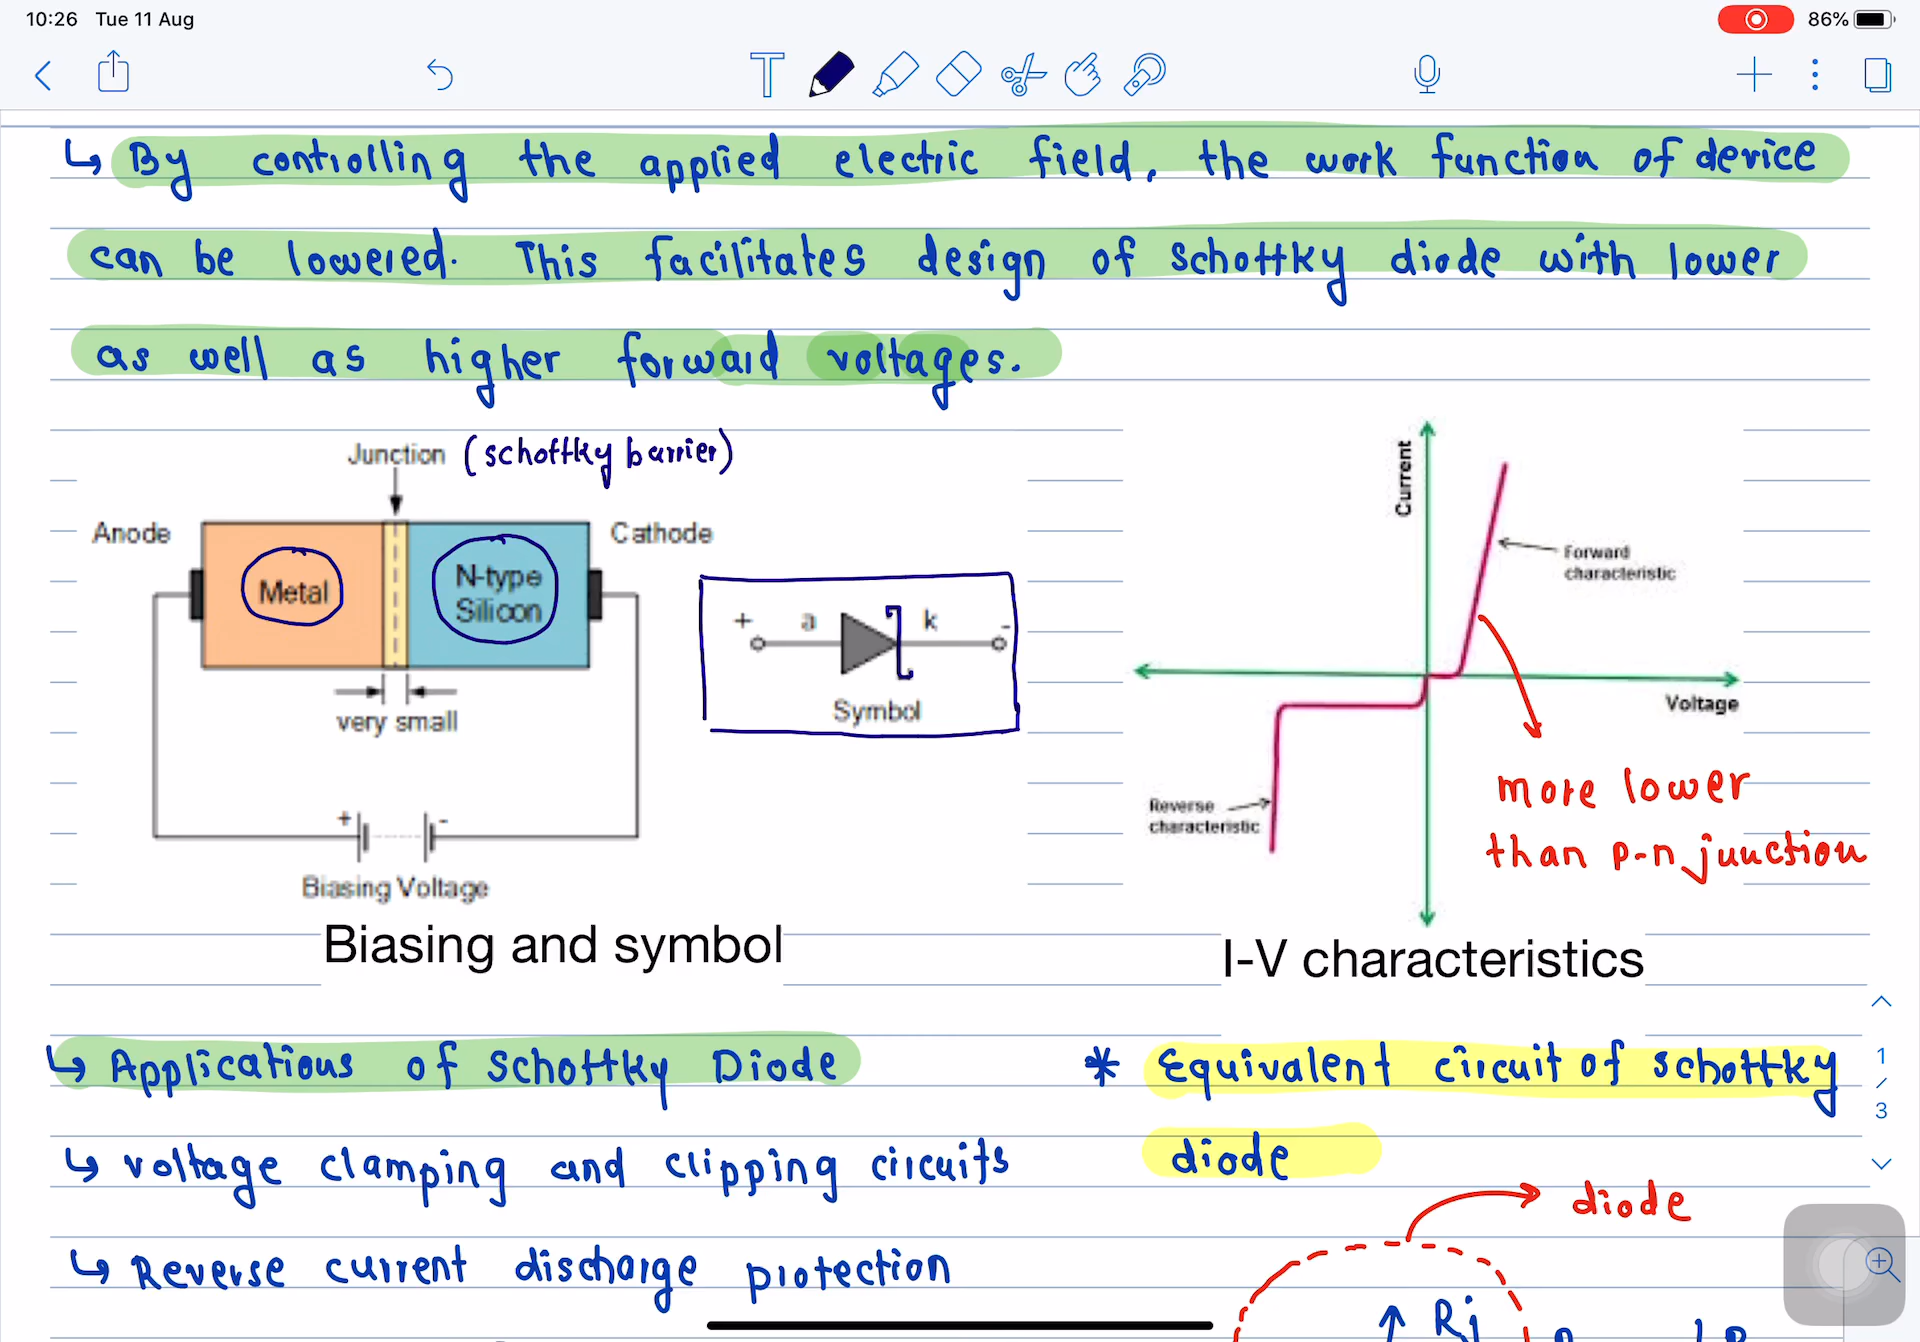 10:26 Tue 11 Aug
86%
↳ By controlling the applied electric field, the work function of device
can be lowered. This facilitates design of schottky diode with lower
as well as higher forward voltages.
Junction (schottky barrier)
Anode
Metal
N-type
Silicon
Cathode
very small
+ -
Biasing Voltage
+ a k -
Symbol
Biasing and symbol
Current
Forward
characteristic
Voltage
Reverse
characteristic
more lower
than p-n junction
I-V characteristics
↳ Applications of Schottky Diode
↳ voltage clamping and clipping circuits
↳ Reverse current discharge protection
* Equivalent circuit of schottky
diode
diode
Rj
1
/
3